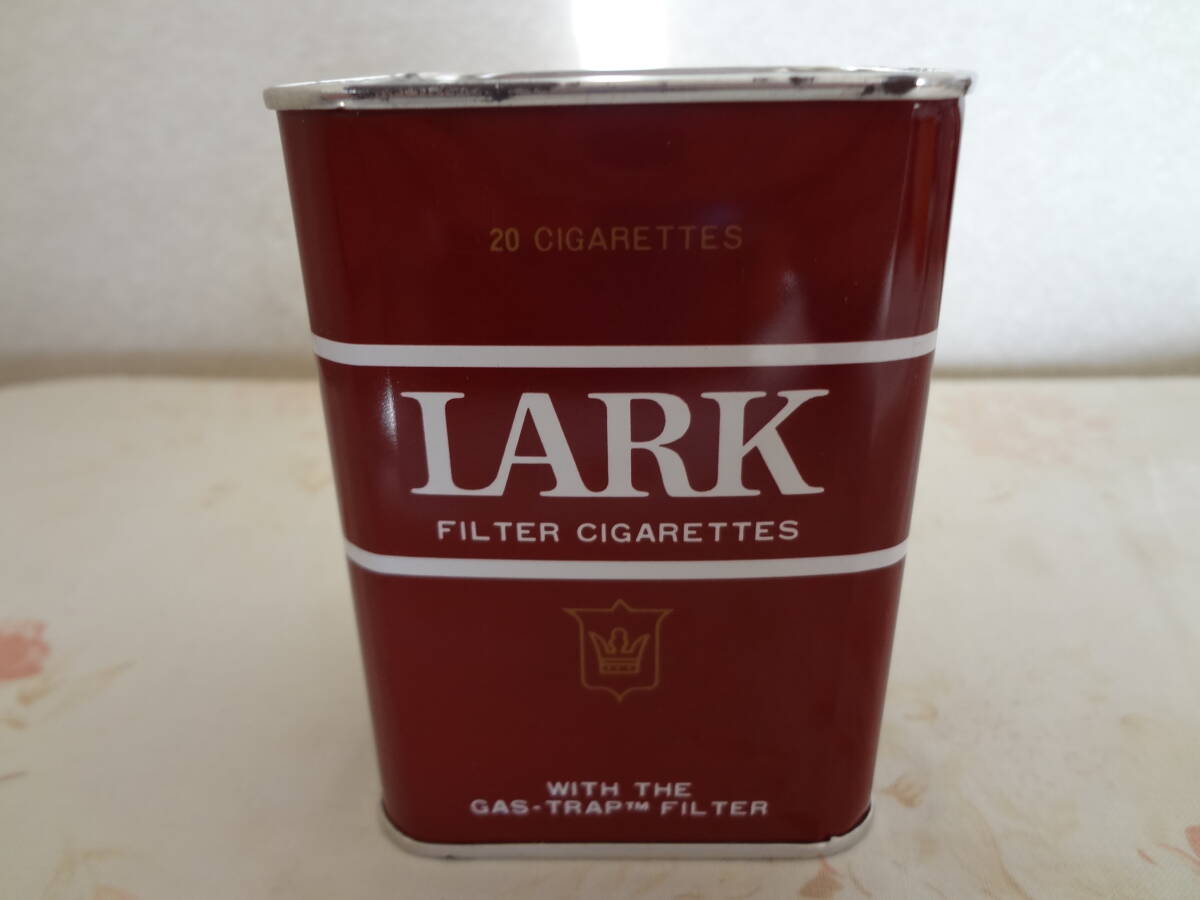 20 CIGARETTES
LARK
FILTER CIGARETTES
WITH THE
GAS-TRAP™ FILTER